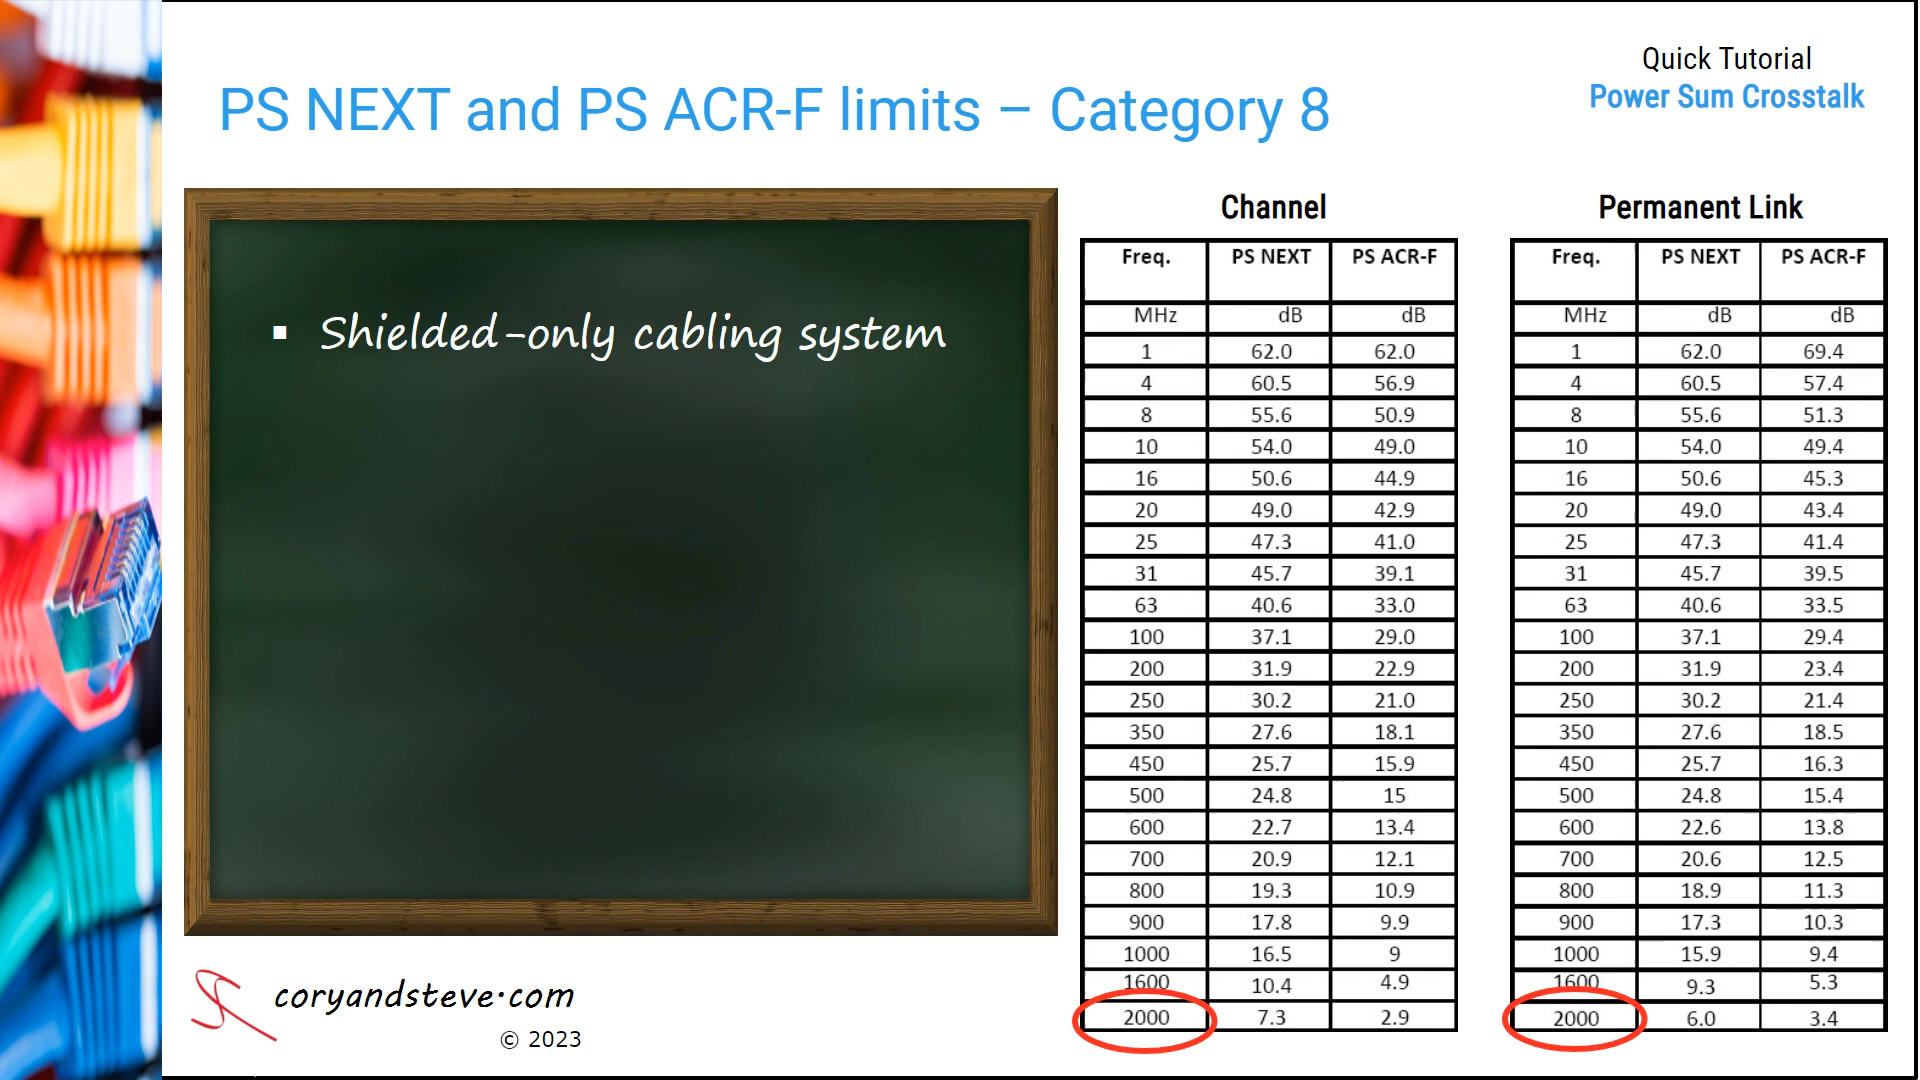 Quick Tutorial
Power Sum Crosstalk
PS NEXT and PS ACR-F limits – Category 8
▪ Shielded-only cabling system
Channel
Freq. PS NEXT PS ACR-F
MHz dB dB
1 62.0 62.0
4 60.5 56.9
8 55.6 50.9
10 54.0 49.0
16 50.6 44.9
20 49.0 42.9
25 47.3 41.0
31 45.7 39.1
63 40.6 33.0
100 37.1 29.0
200 31.9 22.9
250 30.2 21.0
350 27.6 18.1
450 25.7 15.9
500 24.8 15
600 22.7 13.4
700 20.9 12.1
800 19.3 10.9
900 17.8 9.9
1000 16.5 9
1600 10.4 4.9
2000 7.3 2.9
Permanent Link
Freq. PS NEXT PS ACR-F
MHz dB dB
1 62.0 69.4
4 60.5 57.4
8 55.6 51.3
10 54.0 49.4
16 50.6 45.3
20 49.0 43.4
25 47.3 41.4
31 45.7 39.5
63 40.6 33.5
100 37.1 29.4
200 31.9 23.4
250 30.2 21.4
350 27.6 18.5
450 25.7 16.3
500 24.8 15.4
600 22.6 13.8
700 20.6 12.5
800 18.9 11.3
900 17.3 10.3
1000 15.9 9.4
1600 9.3 5.3
2000 6.0 3.4
coryandsteve.com
© 2023